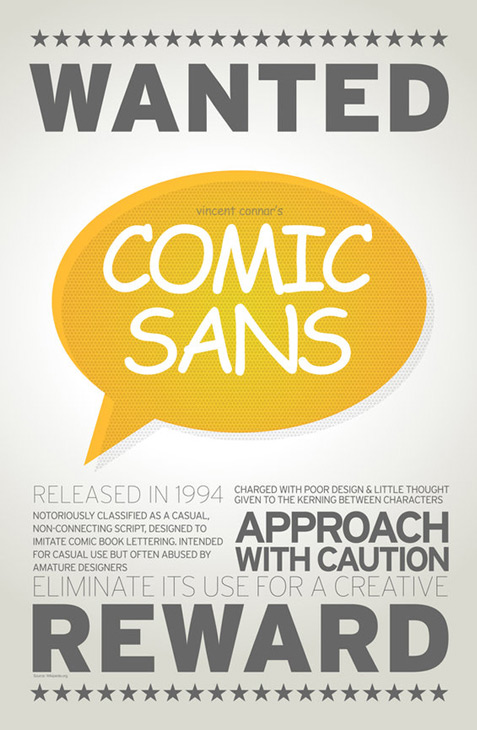 WANTED
vincent connar's
COMIC
SANS
RELEASED IN 1994
NOTORIOUSLY CLASSIFIED AS A CASUAL,
NON-CONNECTING SCRIPT, DESIGNED TO
IMITATE COMIC BOOK LETTERING. INTENDED
FOR CASUAL USE BUT OFTEN ABUSED BY
AMATURE DESIGNERS
CHARGED WITH POOR DESIGN & LITTLE THOUGHT
GIVEN TO THE KERNING BETWEEN CHARACTERS
APPROACH
WITH CAUTION
ELIMINATE ITS USE FOR A CREATIVE
REWARD